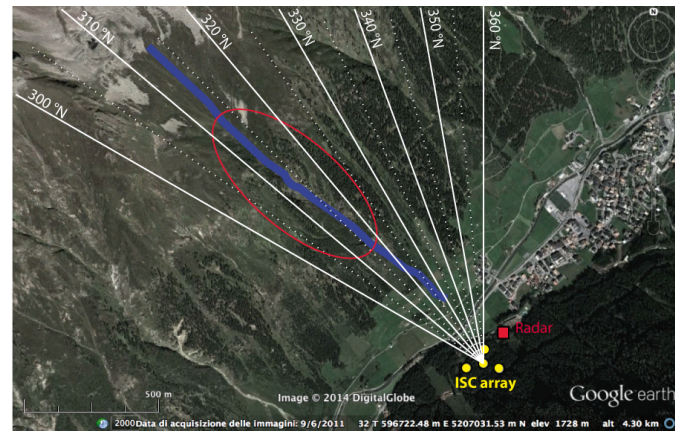 300 °N
310 °N
320 °N
330 °N
340 °N
350 °N
360 °N
N
Radar
ISC array
500 m
Image © 2014 DigitalGlobe
Google earth
2000
Data di acquisizione delle immagini: 9/6/2011 32 T 596722.48 m E 5207031.53 m N elev 1728 m alt 4.30 km